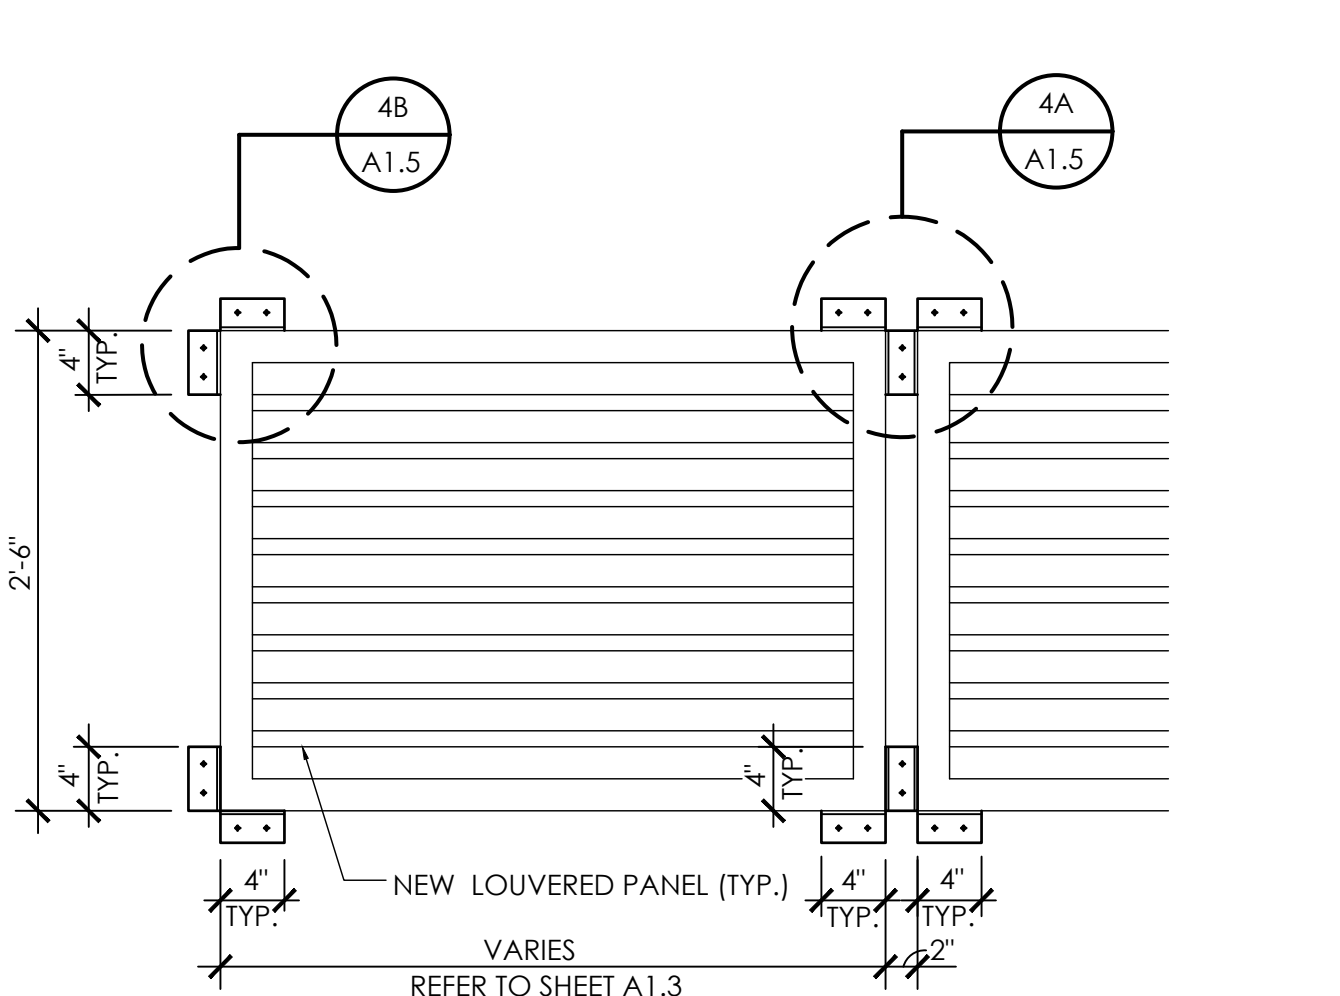 4B
A1.5
4A
A1.5
4"
TYP.
2'-6"
4"
TYP.
4"
TYP.
NEW LOUVERED PANEL (TYP.)
4"
TYP.
4"
TYP.
4"
TYP.
VARIES
2"
REFER TO SHEET A1.3